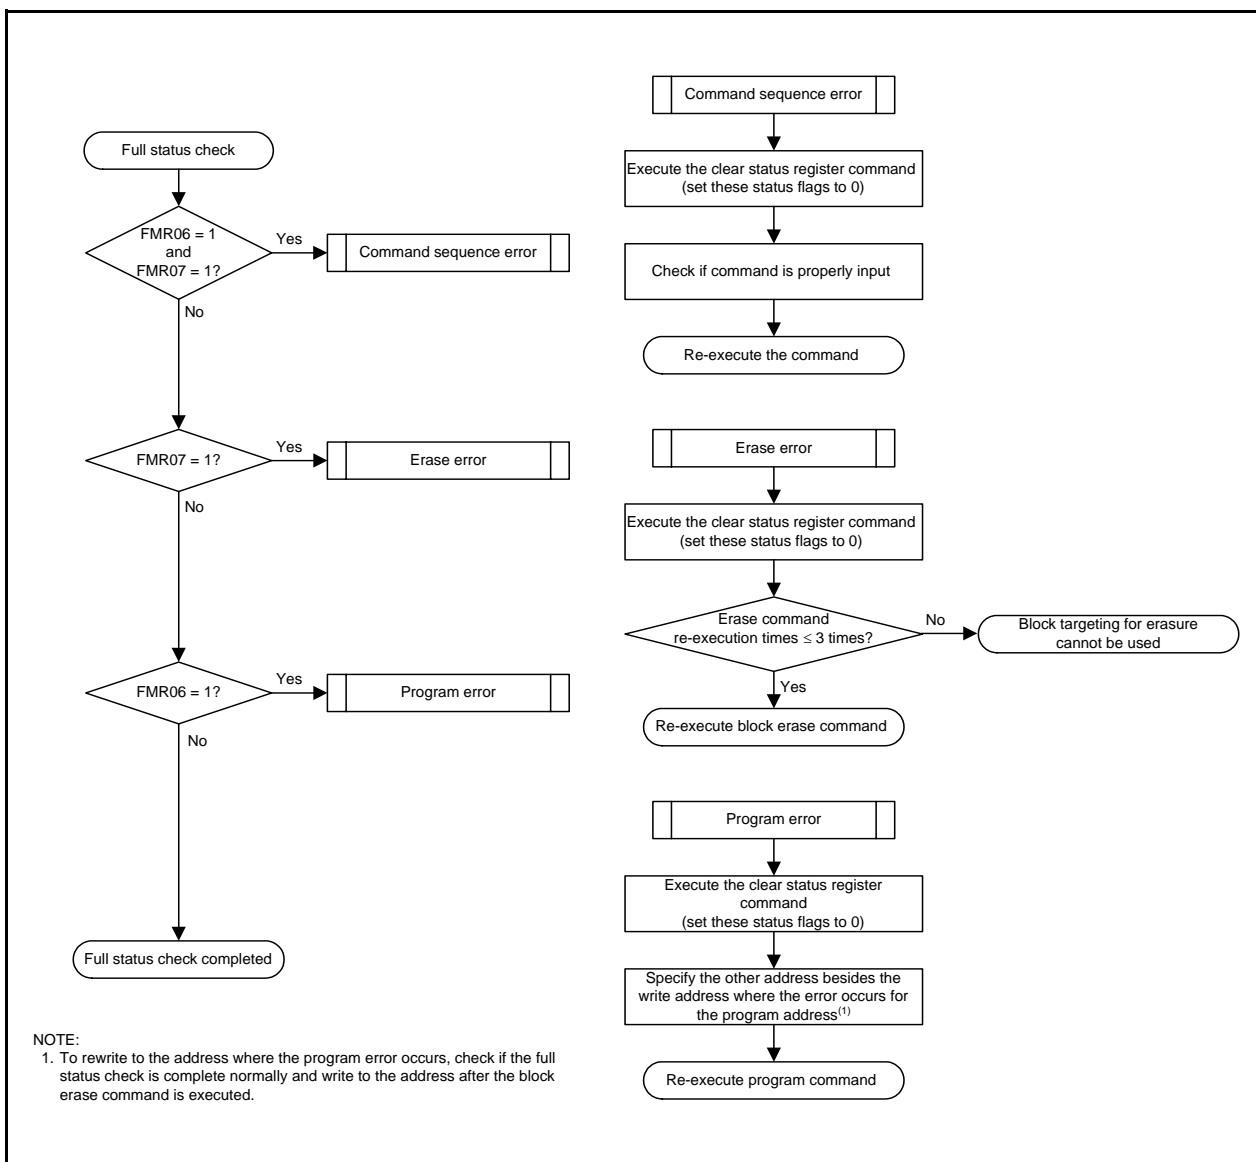 Full status check
FMR06 = 1
and
FMR07 = 1?
Yes
Command sequence error
No
FMR07 = 1?
Yes
Erase error
No
FMR06 = 1?
Yes
Program error
No
Full status check completed
NOTE:
1. To rewrite to the address where the program error occurs, check if the full
status check is complete normally and write to the address after the block
erase command is executed.
Command sequence error
Execute the clear status register command
(set these status flags to 0)
Check if command is properly input
Re-execute the command
Erase error
Execute the clear status register command
(set these status flags to 0)
Erase command
re-execution times ≤ 3 times?
No
Block targeting for erasure
cannot be used
Yes
Re-execute block erase command
Program error
Execute the clear status register
command
(set these status flags to 0)
Specify the other address besides the
write address where the error occurs for
the program address(1)
Re-execute program command